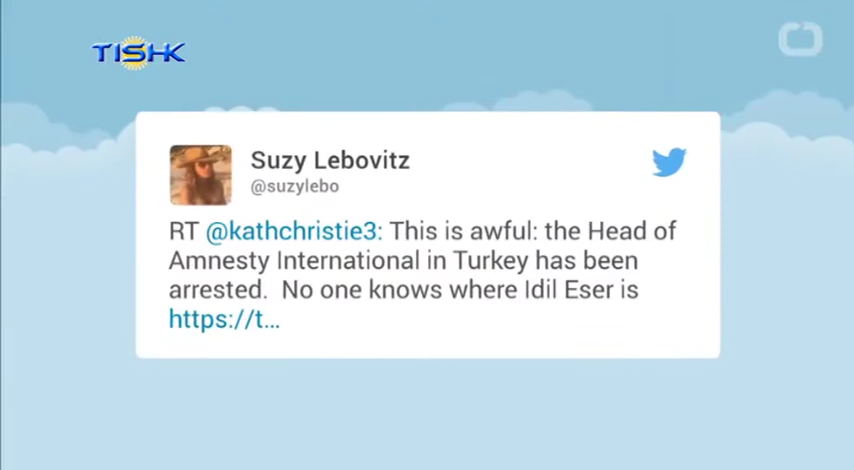 TISHK
Suzy Lebovitz
@suzylebo
RT @kathchristie3: This is awful: the Head of
Amnesty International in Turkey has been
arrested.  No one knows where Idil Eser is
https://t...